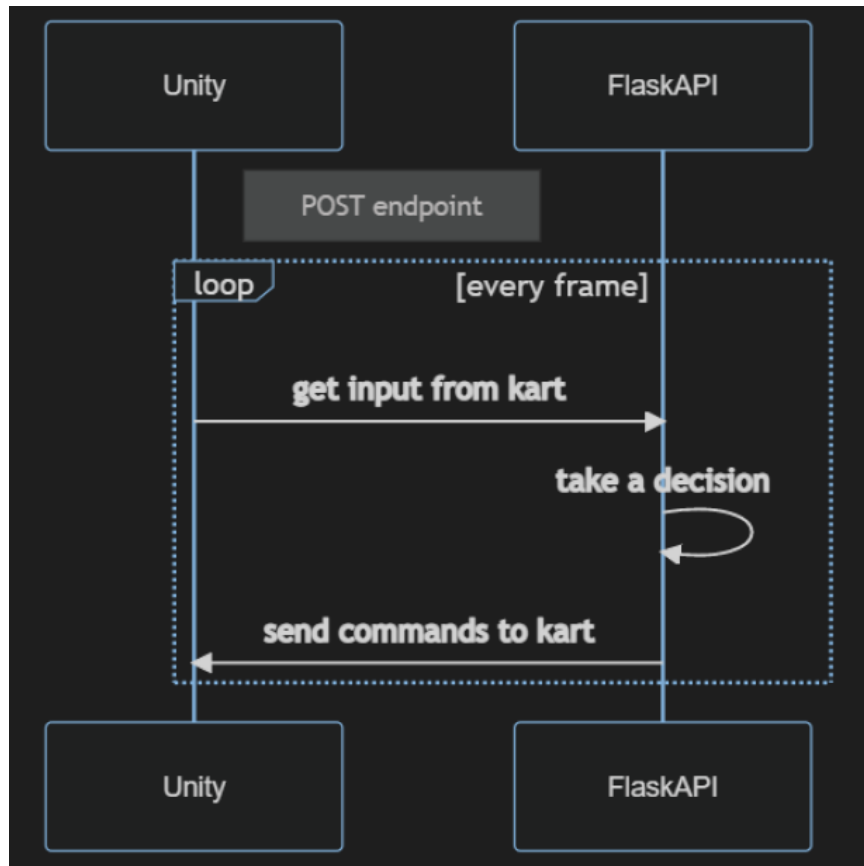 Unity
FlaskAPI
POST endpoint
loop
[every frame]
get input from kart
take a decision
send commands to kart
Unity
FlaskAPI